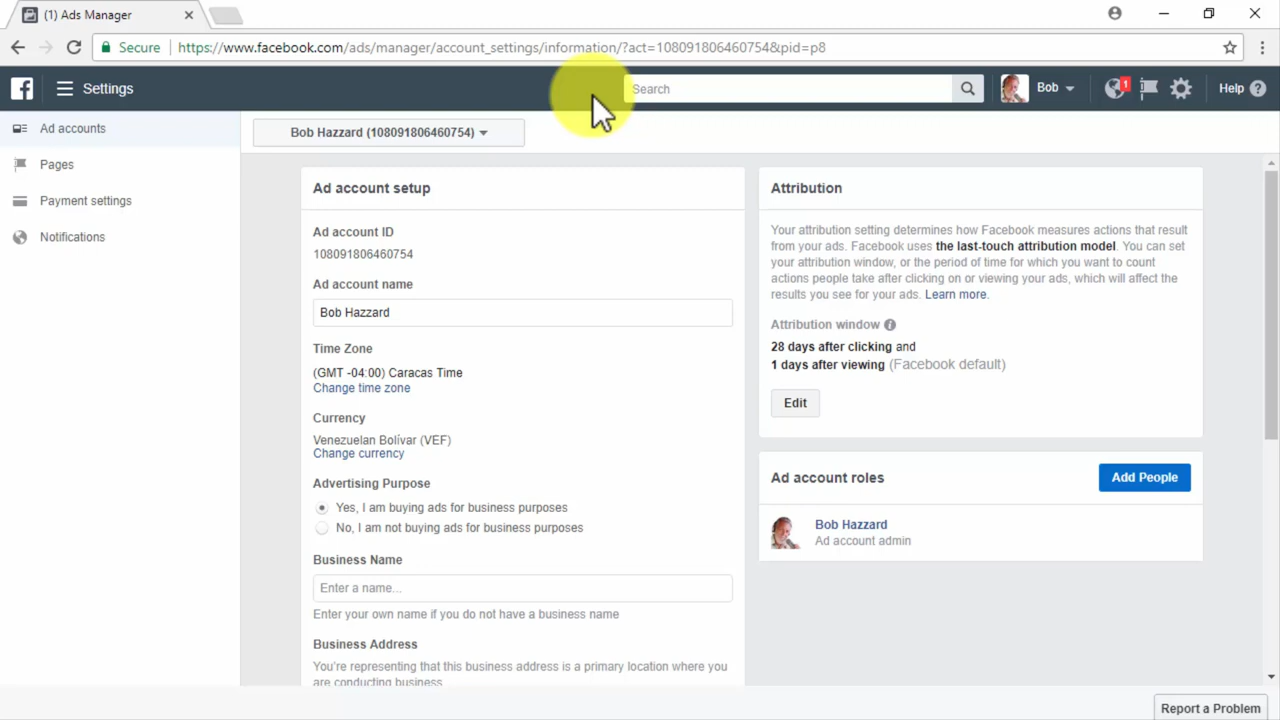 (1) Ads Manager
Secure https://www.facebook.com/ads/manager/account_settings/information/?act=108091806460754&pid=p8
Settings
Search
Bob
1
Help ?
Ad accounts
Pages
Payment settings
Notifications
Bob Hazzard (108091806460754)
Ad account setup
Ad account ID
108091806460754
Ad account name
Bob Hazzard
Time Zone
(GMT -04:00) Caracas Time
Change time zone
Currency
Venezuelan Bolívar (VEF)
Change currency
Advertising Purpose
Yes, I am buying ads for business purposes
No, I am not buying ads for business purposes
Business Name
Enter a name...
Enter your own name if you do not have a business name
Business Address
You're representing that this business address is a primary location where you
are conducting business
Attribution
Your attribution setting determines how Facebook measures actions that result
from your ads. Facebook uses the last-touch attribution model. You can set
your attribution window, or the period of time for which you want to count
actions people take after clicking on or viewing your ads, which will affect the
results you see for your ads. Learn more.
Attribution window
28 days after clicking and
1 days after viewing (Facebook default)
Edit
Ad account roles
Add People
Bob Hazzard
Ad account admin
Report a Problem